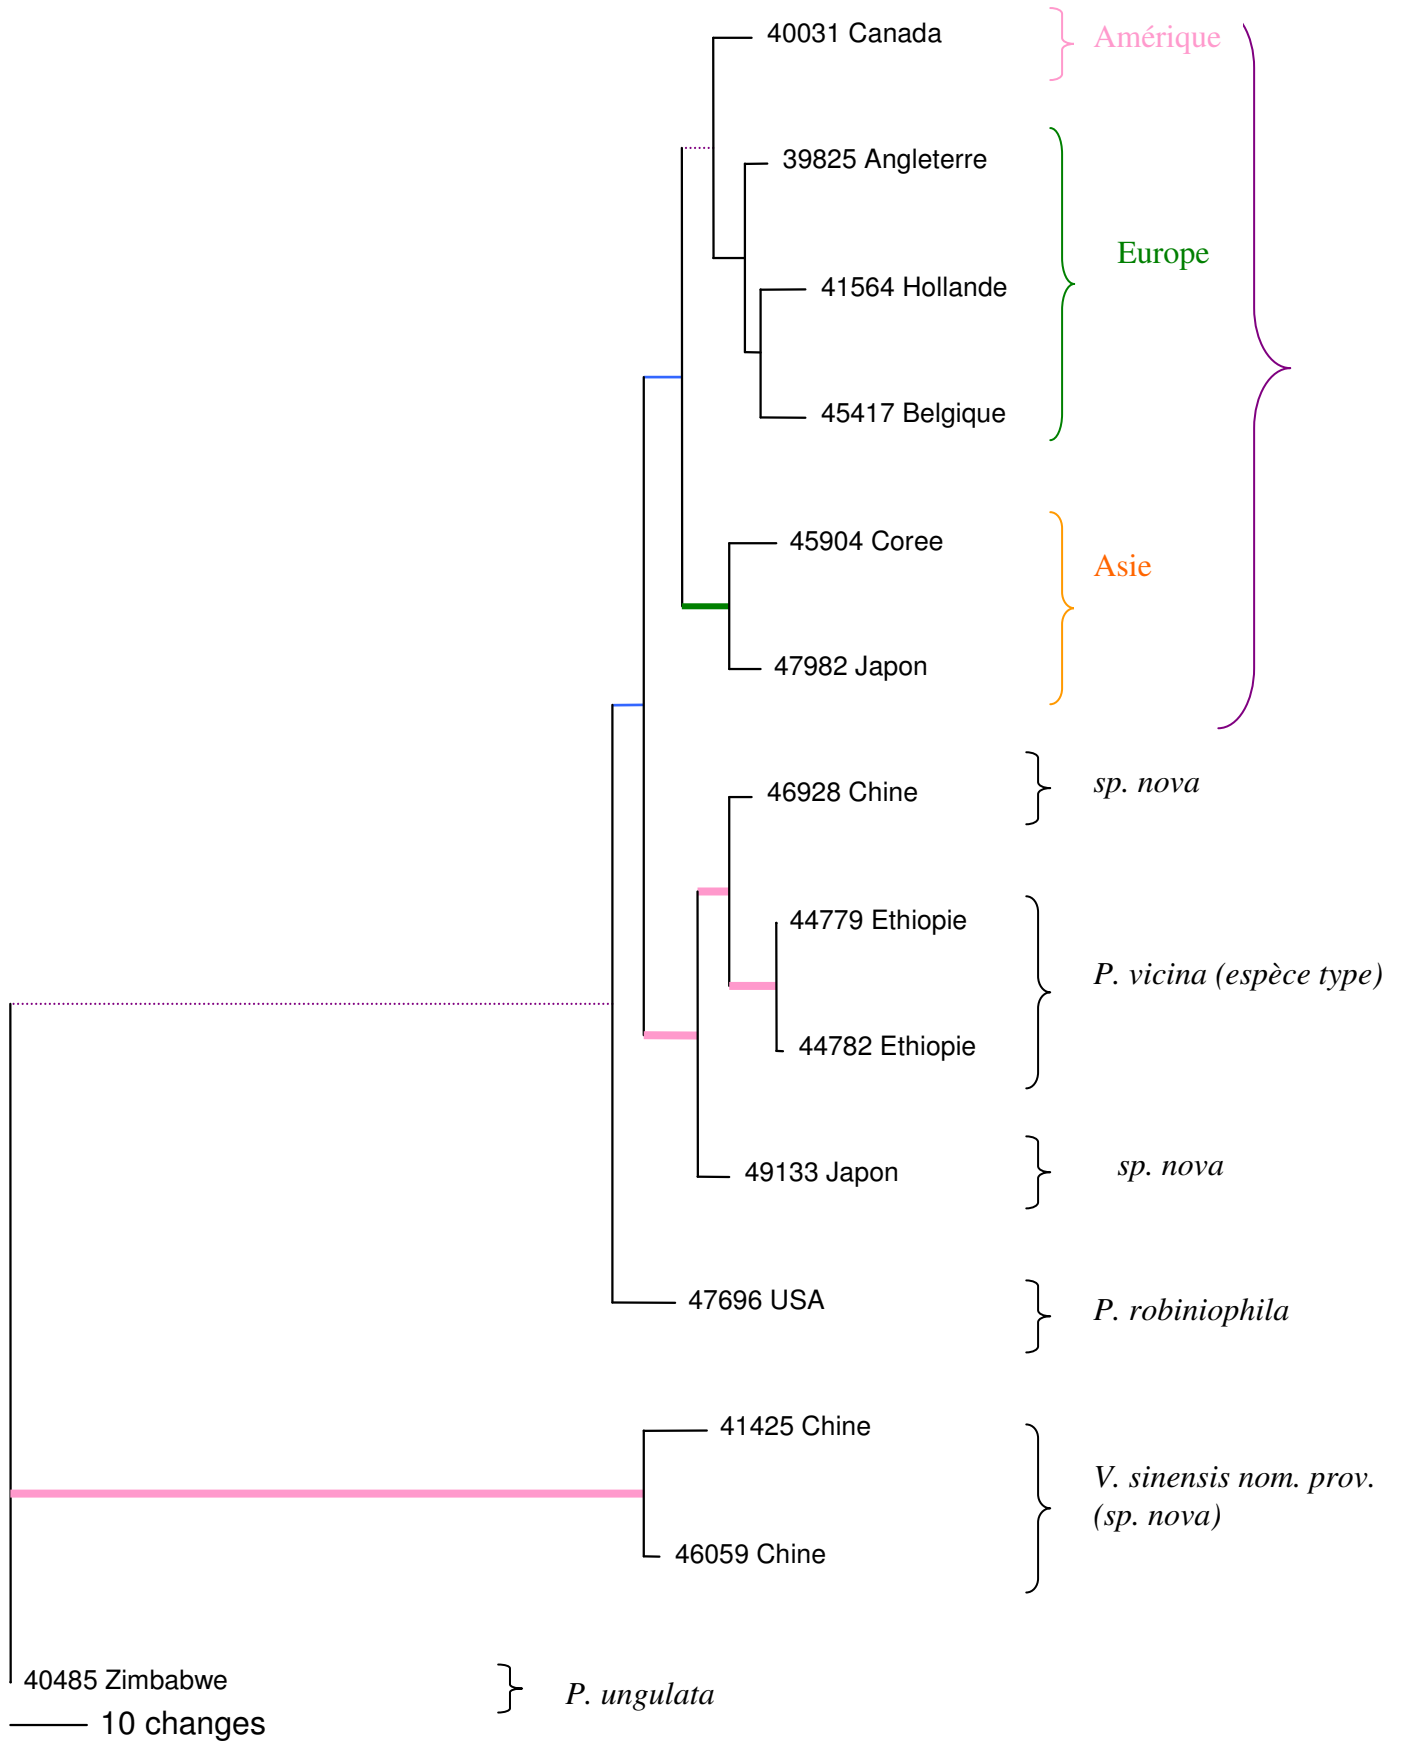 40031 Canada
Amérique
39825 Angleterre
Europe
41564 Hollande
45417 Belgique
45904 Coree
Asie
47982 Japon
46928 Chine
sp. nova
44779 Ethiopie
P. vicina (espèce type)
44782 Ethiopie
49133 Japon
sp. nova
47696 USA
P. robiniophila
41425 Chine
V. sinensis nom. prov.
(sp. nova)
46059 Chine
40485 Zimbabwe
P. ungulata
10 changes